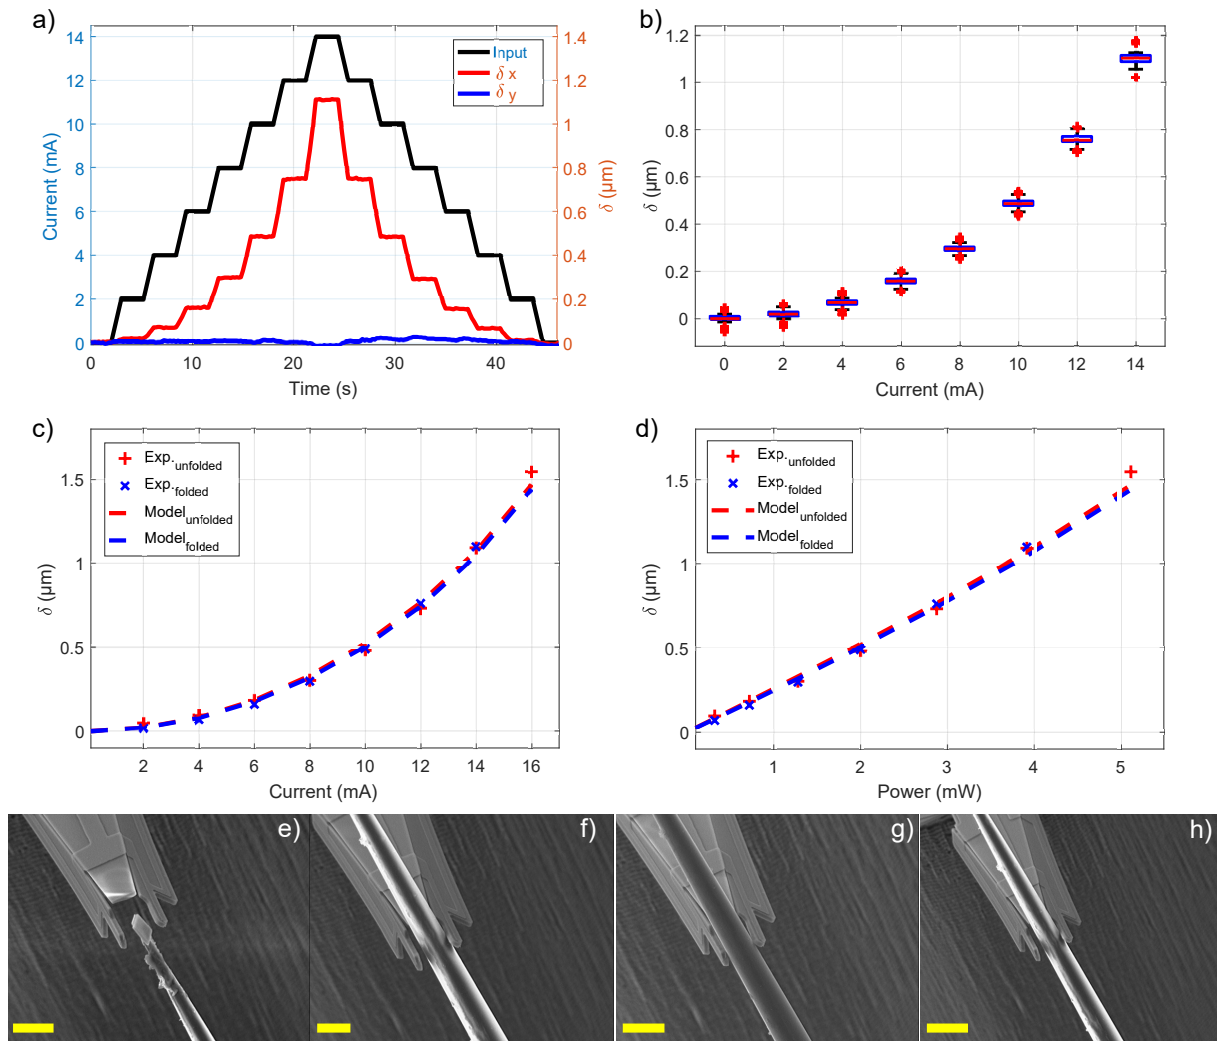 a)
14
12
10
8
6
4
2
0
Current (mA)
1.4
1.2
1
0.8
0.6
0.4
0.2
0
δ (µm)
Input
δ x
δ y
0 10 20 30 40
Time (s)
b)
1.2
1
0.8
0.6
0.4
0.2
0
δ (µm)
0 2 4 6 8 10 12 14
Current (mA)
c)
1.5
1
0.5
0
δ (µm)
Exp.unfolded
Exp.folded
Modelunfolded
Modelfolded
2 4 6 8 10 12 14 16
Current (mA)
d)
1.5
1
0.5
0
δ (µm)
Exp.unfolded
Exp.folded
Modelunfolded
Modelfolded
1 2 3 4 5
Power (mW)
e) f) g) h)